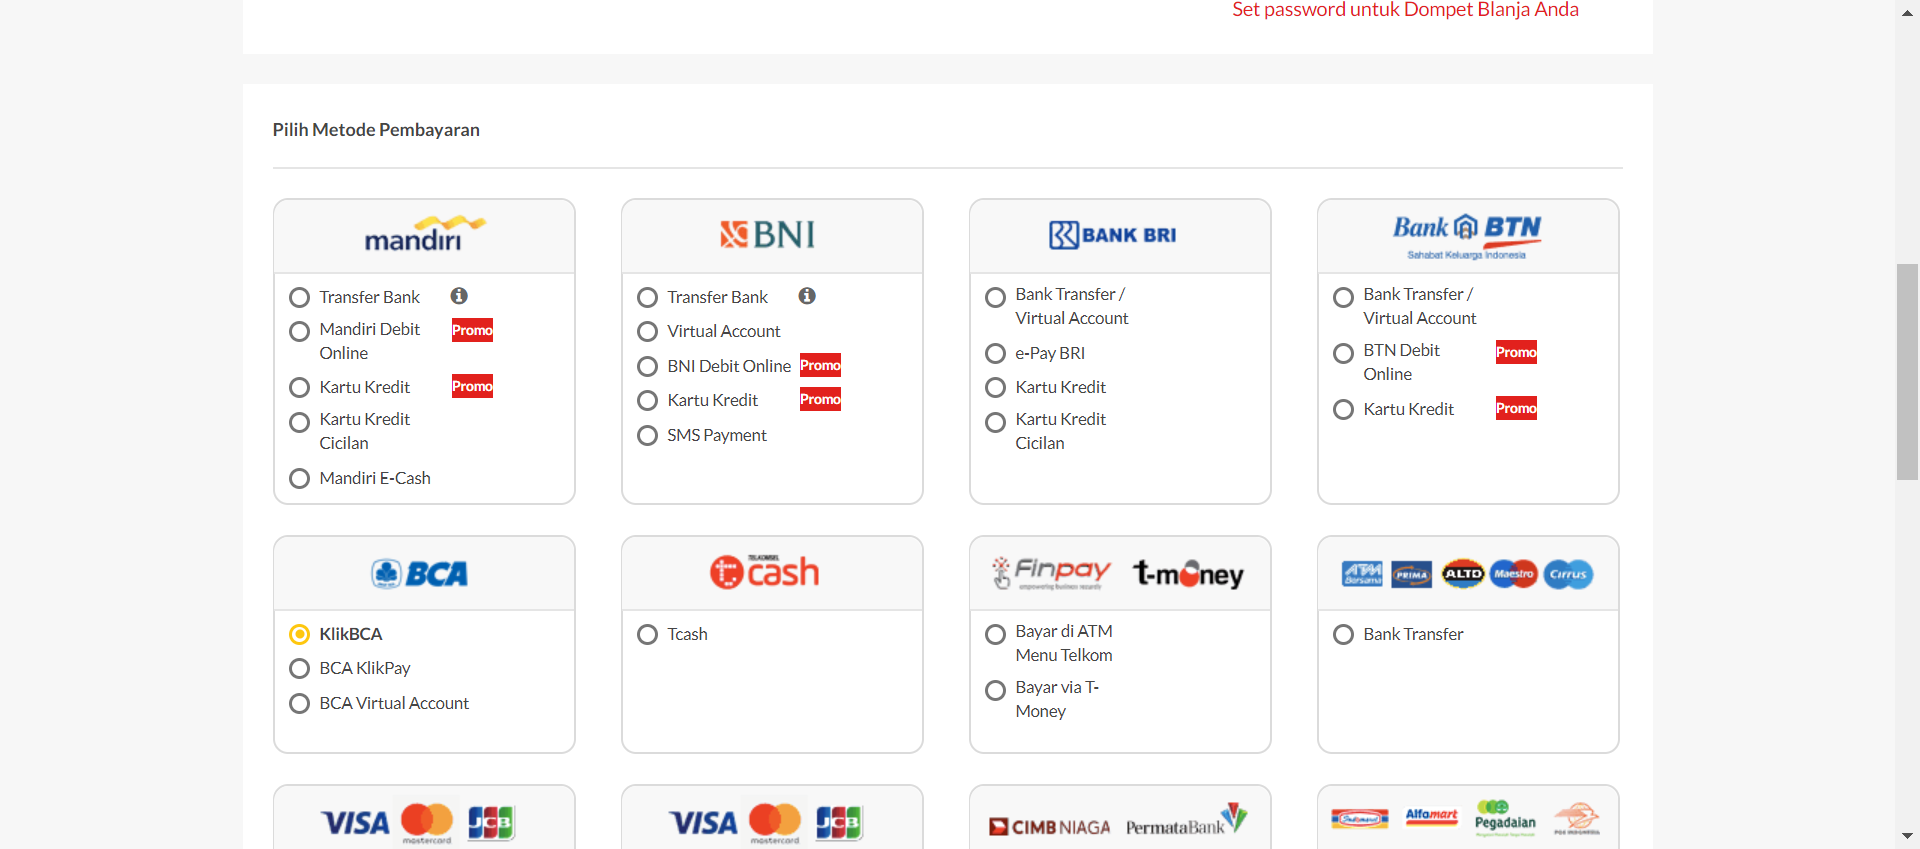 Set password untuk Dompet Blanja Anda
Pilih Metode Pembayaran
mandiri
Transfer Bank
Mandiri Debit Online Promo
Kartu Kredit Promo
Kartu Kredit Cicilan
Mandiri E-Cash
BNI
Transfer Bank
Virtual Account
BNI Debit Online Promo
Kartu Kredit Promo
SMS Payment
BANK BRI
Bank Transfer /
Virtual Account
e-Pay BRI
Kartu Kredit
Kartu Kredit
Cicilan
Bank BTN
Sahabat Keluarga Indonesia
Bank Transfer /
Virtual Account
BTN Debit Online Promo
Kartu Kredit Promo
BCA
KlikBCA
BCA KlikPay
BCA Virtual Account
TELKOMSEL
t cash
Tcash
Finpay t-money
Bayar di ATM
Menu Telkom
Bayar via T-
Money
ATM Bersama PRIMA ALTO Maestro Cirrus
Bank Transfer
VISA mastercard JCB
VISA mastercard JCB
CIMB NIAGA PermataBank
Indomaret Alfamart Pegadaian POS INDONESIA